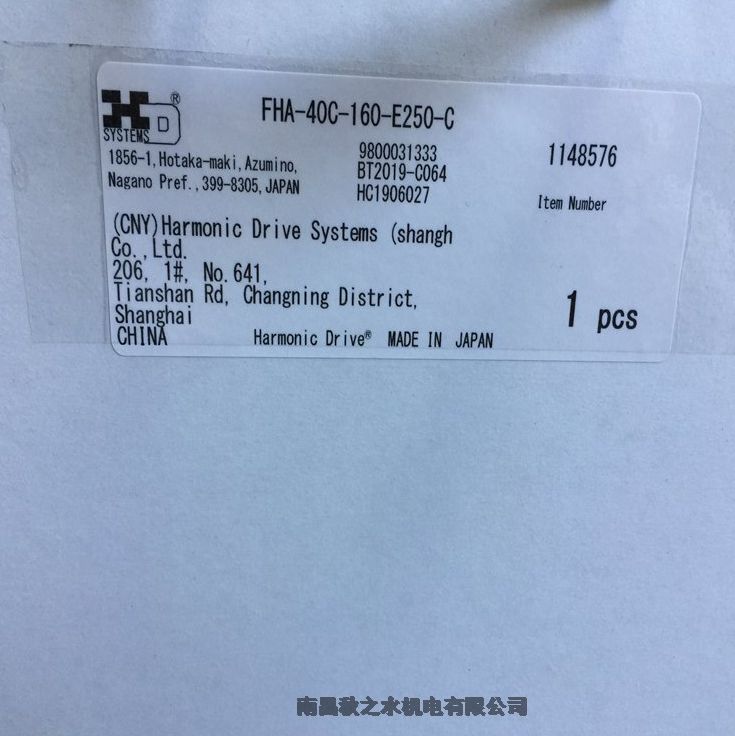 HD
SYSTEMS
®
FHA-40C-160-E250-C
1856-1, Hotaka-maki, Azumino,
Nagano Pref., 399-8305, JAPAN
9800031333
BT2019-C064
HC1906027
1148576
Item Number
(CNY)Harmonic Drive Systems (shangh
Co., Ltd.
206, 1#, No. 641,
Tianshan Rd, Changning District,
Shanghai
CHINA
Harmonic Drive® MADE IN JAPAN
1 pcs
南昌秋之水机电有限公司